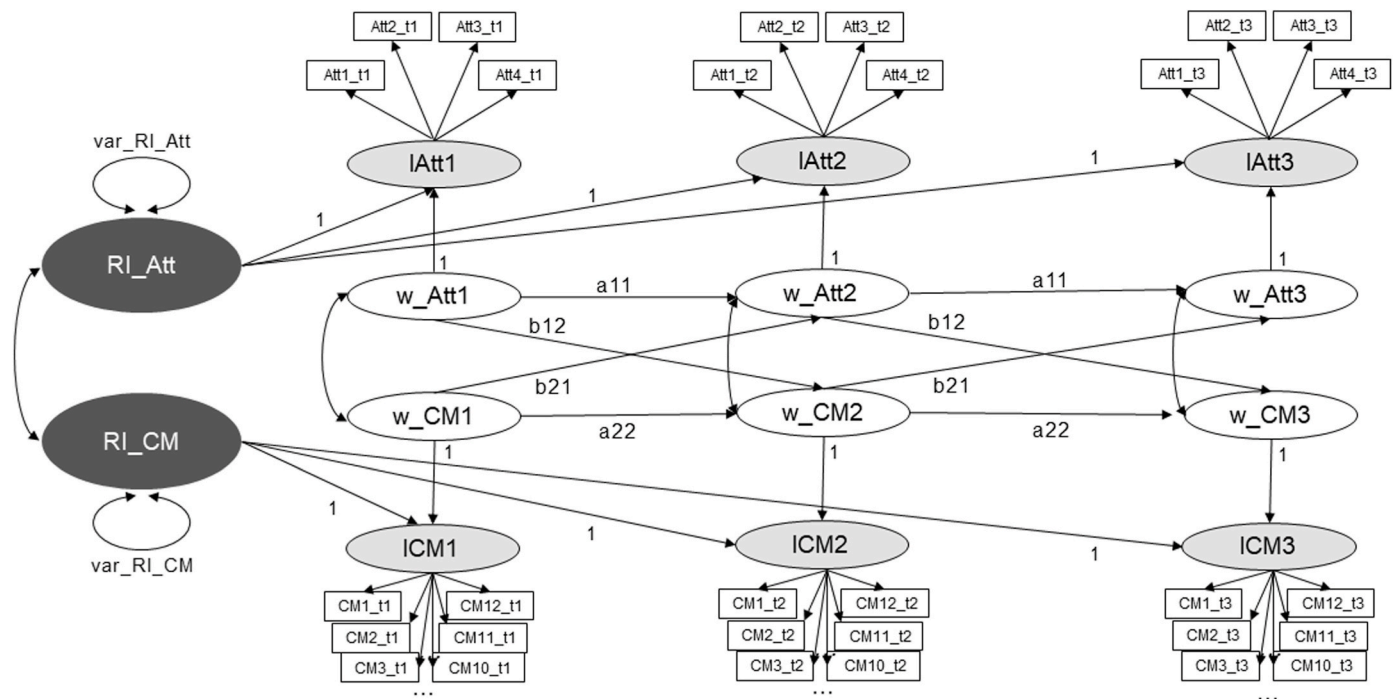 Att2_t1 Att3_t1
Att1_t1 Att4_t1
Att2_t2 Att3_t2
Att1_t2 Att4_t2
Att2_t3 Att3_t3
Att1_t3 Att4_t3
var_RI_Att
lAtt1
lAtt2
lAtt3
1
1
1
RI_Att
1
1
1
w_Att1
a11
w_Att2
a11
w_Att3
b12
b12
b21
b21
w_CM1
w_CM2
w_CM3
a22
a22
RI_CM
1
1
1
1
1
1
var_RI_CM
lCM1
lCM2
lCM3
CM1_t1 CM12_t1
CM2_t1 CM11_t1
CM3_t1 CM10_t1
...
CM1_t2 CM12_t2
CM2_t2 CM11_t2
CM3_t2 CM10_t2
...
CM1_t3 CM12_t3
CM2_t3 CM11_t3
CM3_t3 CM10_t3
...